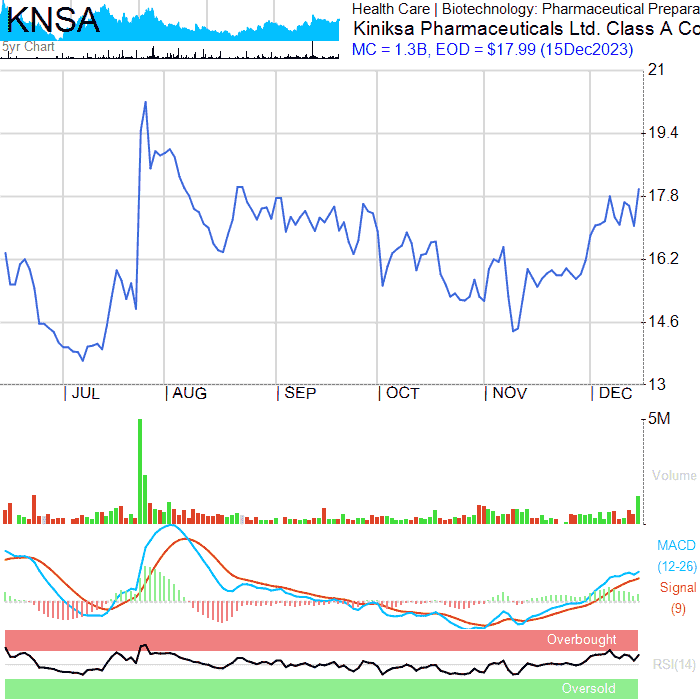 KNSA
5yr Chart
Health Care | Biotechnology: Pharmaceutical Prepara
Kiniksa Pharmaceuticals Ltd. Class A Co
MC = 1.3B, EOD = $17.99 (15Dec2023)
21
19.4
17.8
16.2
14.6
13
JUL
AUG
SEP
OCT
NOV
DEC
5M
Volume
MACD
(12-26)
Signal
(9)
Overbought
RSI(14)
Oversold